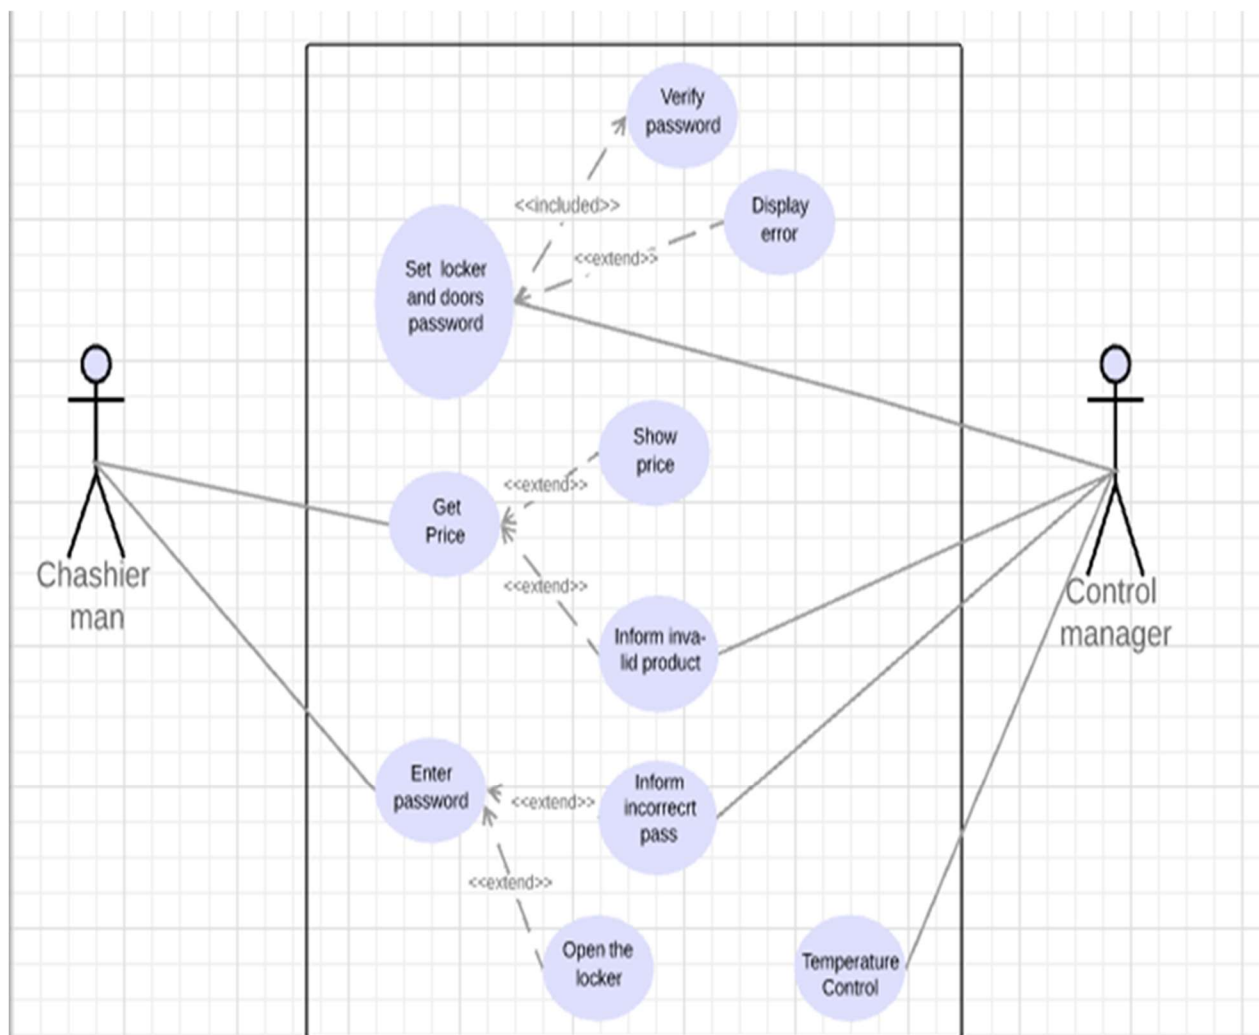 Verify
password
<<included>>
Display
error
<<extend>>
Set locker
and doors
password
Show
price
<<extend>>
Get
Price
<<extend>>
Chashier
man
Control
manager
Inform inva-
lid product
Enter
password
<<extend>>
Inform
incorrecrt
pass
<<extend>>
Open the
locker
Temperature
Control